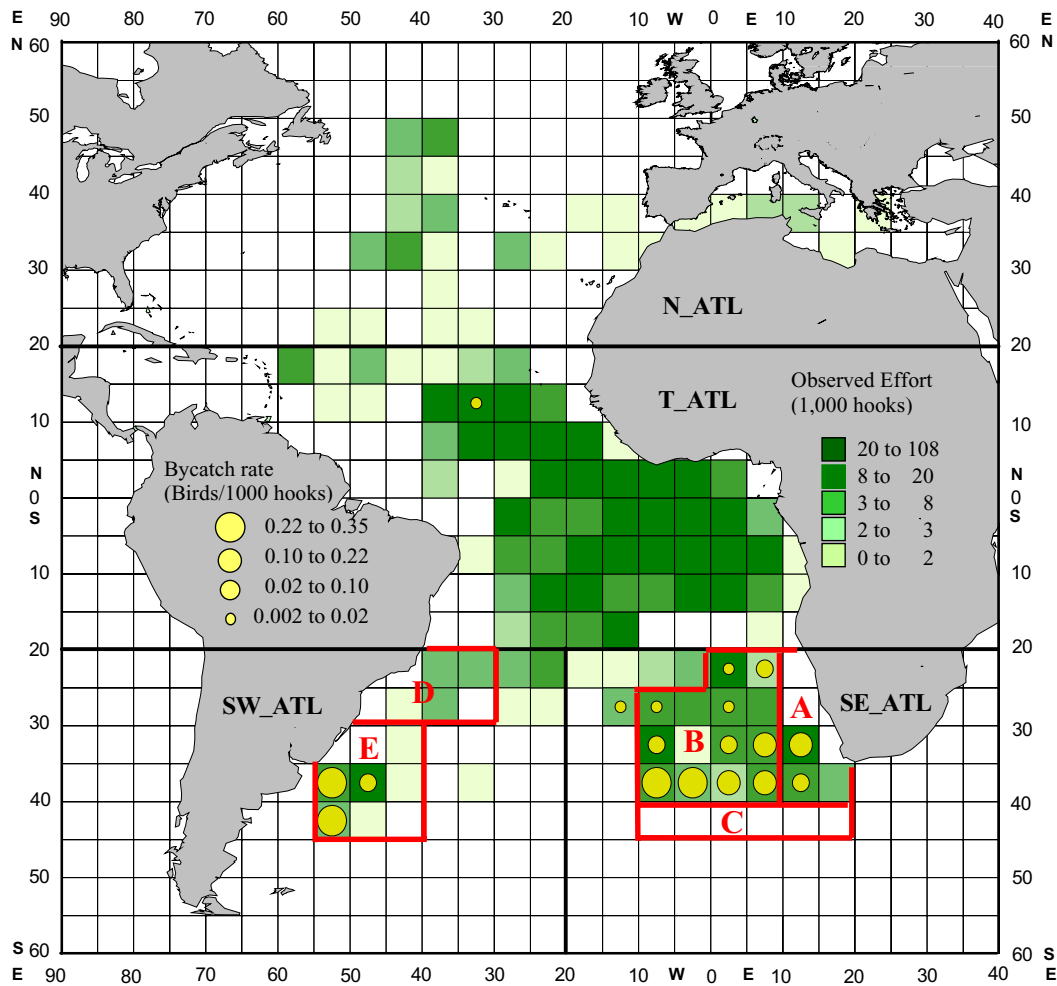 E 90 80 70 60 50 40 30 20 10 W 0 E 10 20 30 40 E
N 60 60 N
50 50
40 40
30 N_ATL 30
20 20
T_ATL
Observed Effort
(1,000 hooks)
10 10
20 to 108
8 to 20
3 to 8
2 to 3
0 to 2
N N
0 0
S S
Bycatch rate
(Birds/1000 hooks)
0.22 to 0.35
0.10 to 0.22
0.02 to 0.10
0.002 to 0.02
10 10
20 20
D
SW_ATL A SE_ATL
30 30
E B
40 40
C
50 50
S 60 60 S
E 90 80 70 60 50 40 30 20 10 W 0 E 10 20 30 40 E